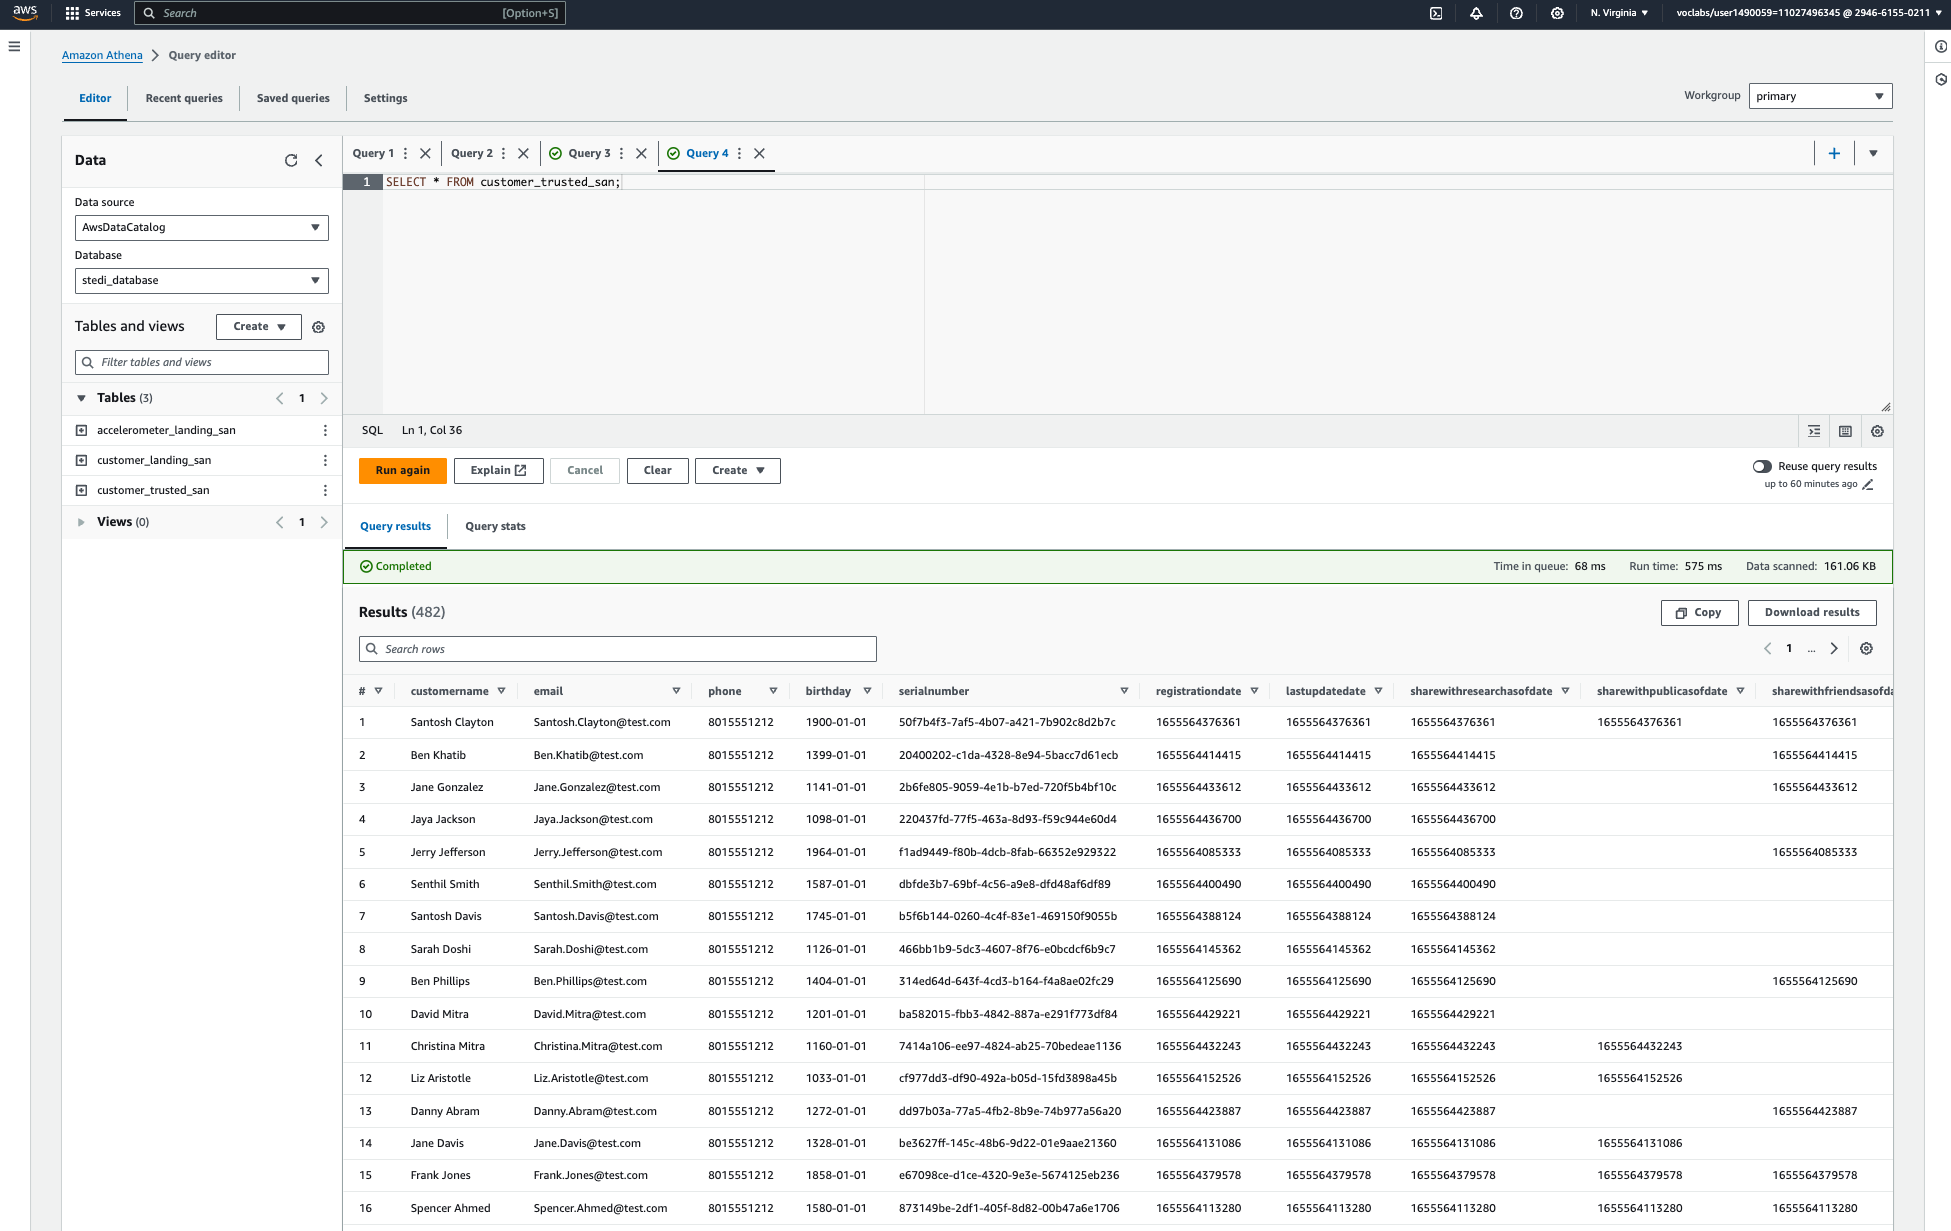 aws Services Search [Option+S] N. Virginia voclabs/user1490059=11027496345 @ 2946-6155-0211
Amazon Athena > Query editor
Editor Recent queries Saved queries Settings
Workgroup primary
Data
Data source
AwsDataCatalog
Database
stedi_database
Tables and views Create
Filter tables and views
Tables (3) 1
accelerometer_landing_san
customer_landing_san
customer_trusted_san
Views (0) 1
Query 1 Query 2 Query 3 Query 4
1 SELECT * FROM customer_trusted_san;
SQL Ln 1, Col 36
Run again Explain Cancel Clear Create
Reuse query results
up to 60 minutes ago
Query results Query stats
Completed Time in queue: 68 ms Run time: 575 ms Data scanned: 161.06 KB
Results (482) Copy Download results
Search rows 1 ...
# customername email phone birthday serialnumber registrationdate lastupdatedate sharewithresearchasofdate sharewithpublicasofdate sharewithfriendsasofda
1 Santosh Clayton Santosh.Clayton@test.com 8015551212 1900-01-01 50f7b4f3-7af5-4b07-a421-7b902c8d2b7c 1655564376361 1655564376361 1655564376361 1655564376361 1655564376361
2 Ben Khatib Ben.Khatib@test.com 8015551212 1399-01-01 20400202-c1da-4328-8e94-5bacc7d61ecb 1655564414415 1655564414415 1655564414415 1655564414415
3 Jane Gonzalez Jane.Gonzalez@test.com 8015551212 1141-01-01 2b6fe805-9059-4e1b-b7ed-720f5b4bf10c 1655564433612 1655564433612 1655564433612 1655564433612
4 Jaya Jackson Jaya.Jackson@test.com 8015551212 1098-01-01 220437fd-77f5-463a-8d93-f59c944e60d4 1655564436700 1655564436700 1655564436700
5 Jerry Jefferson Jerry.Jefferson@test.com 8015551212 1964-01-01 f1ad9449-f80b-4dcb-8fab-66352e929322 1655564085333 1655564085333 1655564085333 1655564085333
6 Senthil Smith Senthil.Smith@test.com 8015551212 1587-01-01 dbfde3b7-69bf-4c56-a9e8-dfd48af6df89 1655564400490 1655564400490 1655564400490
7 Santosh Davis Santosh.Davis@test.com 8015551212 1745-01-01 b5f6b144-0260-4c4f-83e1-469150f9055b 1655564388124 1655564388124 1655564388124
8 Sarah Doshi Sarah.Doshi@test.com 8015551212 1126-01-01 466bb1b9-5dc3-4607-8f76-e0bcdcf6b9c7 1655564145362 1655564145362 1655564145362
9 Ben Phillips Ben.Phillips@test.com 8015551212 1404-01-01 314ed64d-643f-4cd3-b164-f4a8ae02fc29 1655564125690 1655564125690 1655564125690 1655564125690
10 David Mitra David.Mitra@test.com 8015551212 1201-01-01 ba582015-fbb3-4842-887a-e291f773df84 1655564429221 1655564429221 1655564429221
11 Christina Mitra Christina.Mitra@test.com 8015551212 1160-01-01 7414a106-ee97-4824-ab25-70bedeae1136 1655564432243 1655564432243 1655564432243 1655564432243
12 Liz Aristotle Liz.Aristotle@test.com 8015551212 1033-01-01 cf977dd3-df90-492a-b05d-15fd3898a45b 1655564152526 1655564152526 1655564152526 1655564152526
13 Danny Abram Danny.Abram@test.com 8015551212 1272-01-01 dd97b03a-77a5-4fb2-8b9e-74b977a56a20 1655564423887 1655564423887 1655564423887 1655564423887
14 Jane Davis Jane.Davis@test.com 8015551212 1328-01-01 be3627ff-145c-48b6-9d22-01e9aae21360 1655564131086 1655564131086 1655564131086 1655564131086
15 Frank Jones Frank.Jones@test.com 8015551212 1858-01-01 e67098ce-d1ce-4320-9e3e-5674125eb236 1655564379578 1655564379578 1655564379578 1655564379578 1655564379578
16 Spencer Ahmed Spencer.Ahmed@test.com 8015551212 1580-01-01 873149be-2df1-405f-8d82-00b47a6e1706 1655564113280 1655564113280 1655564113280 1655564113280 1655564113280